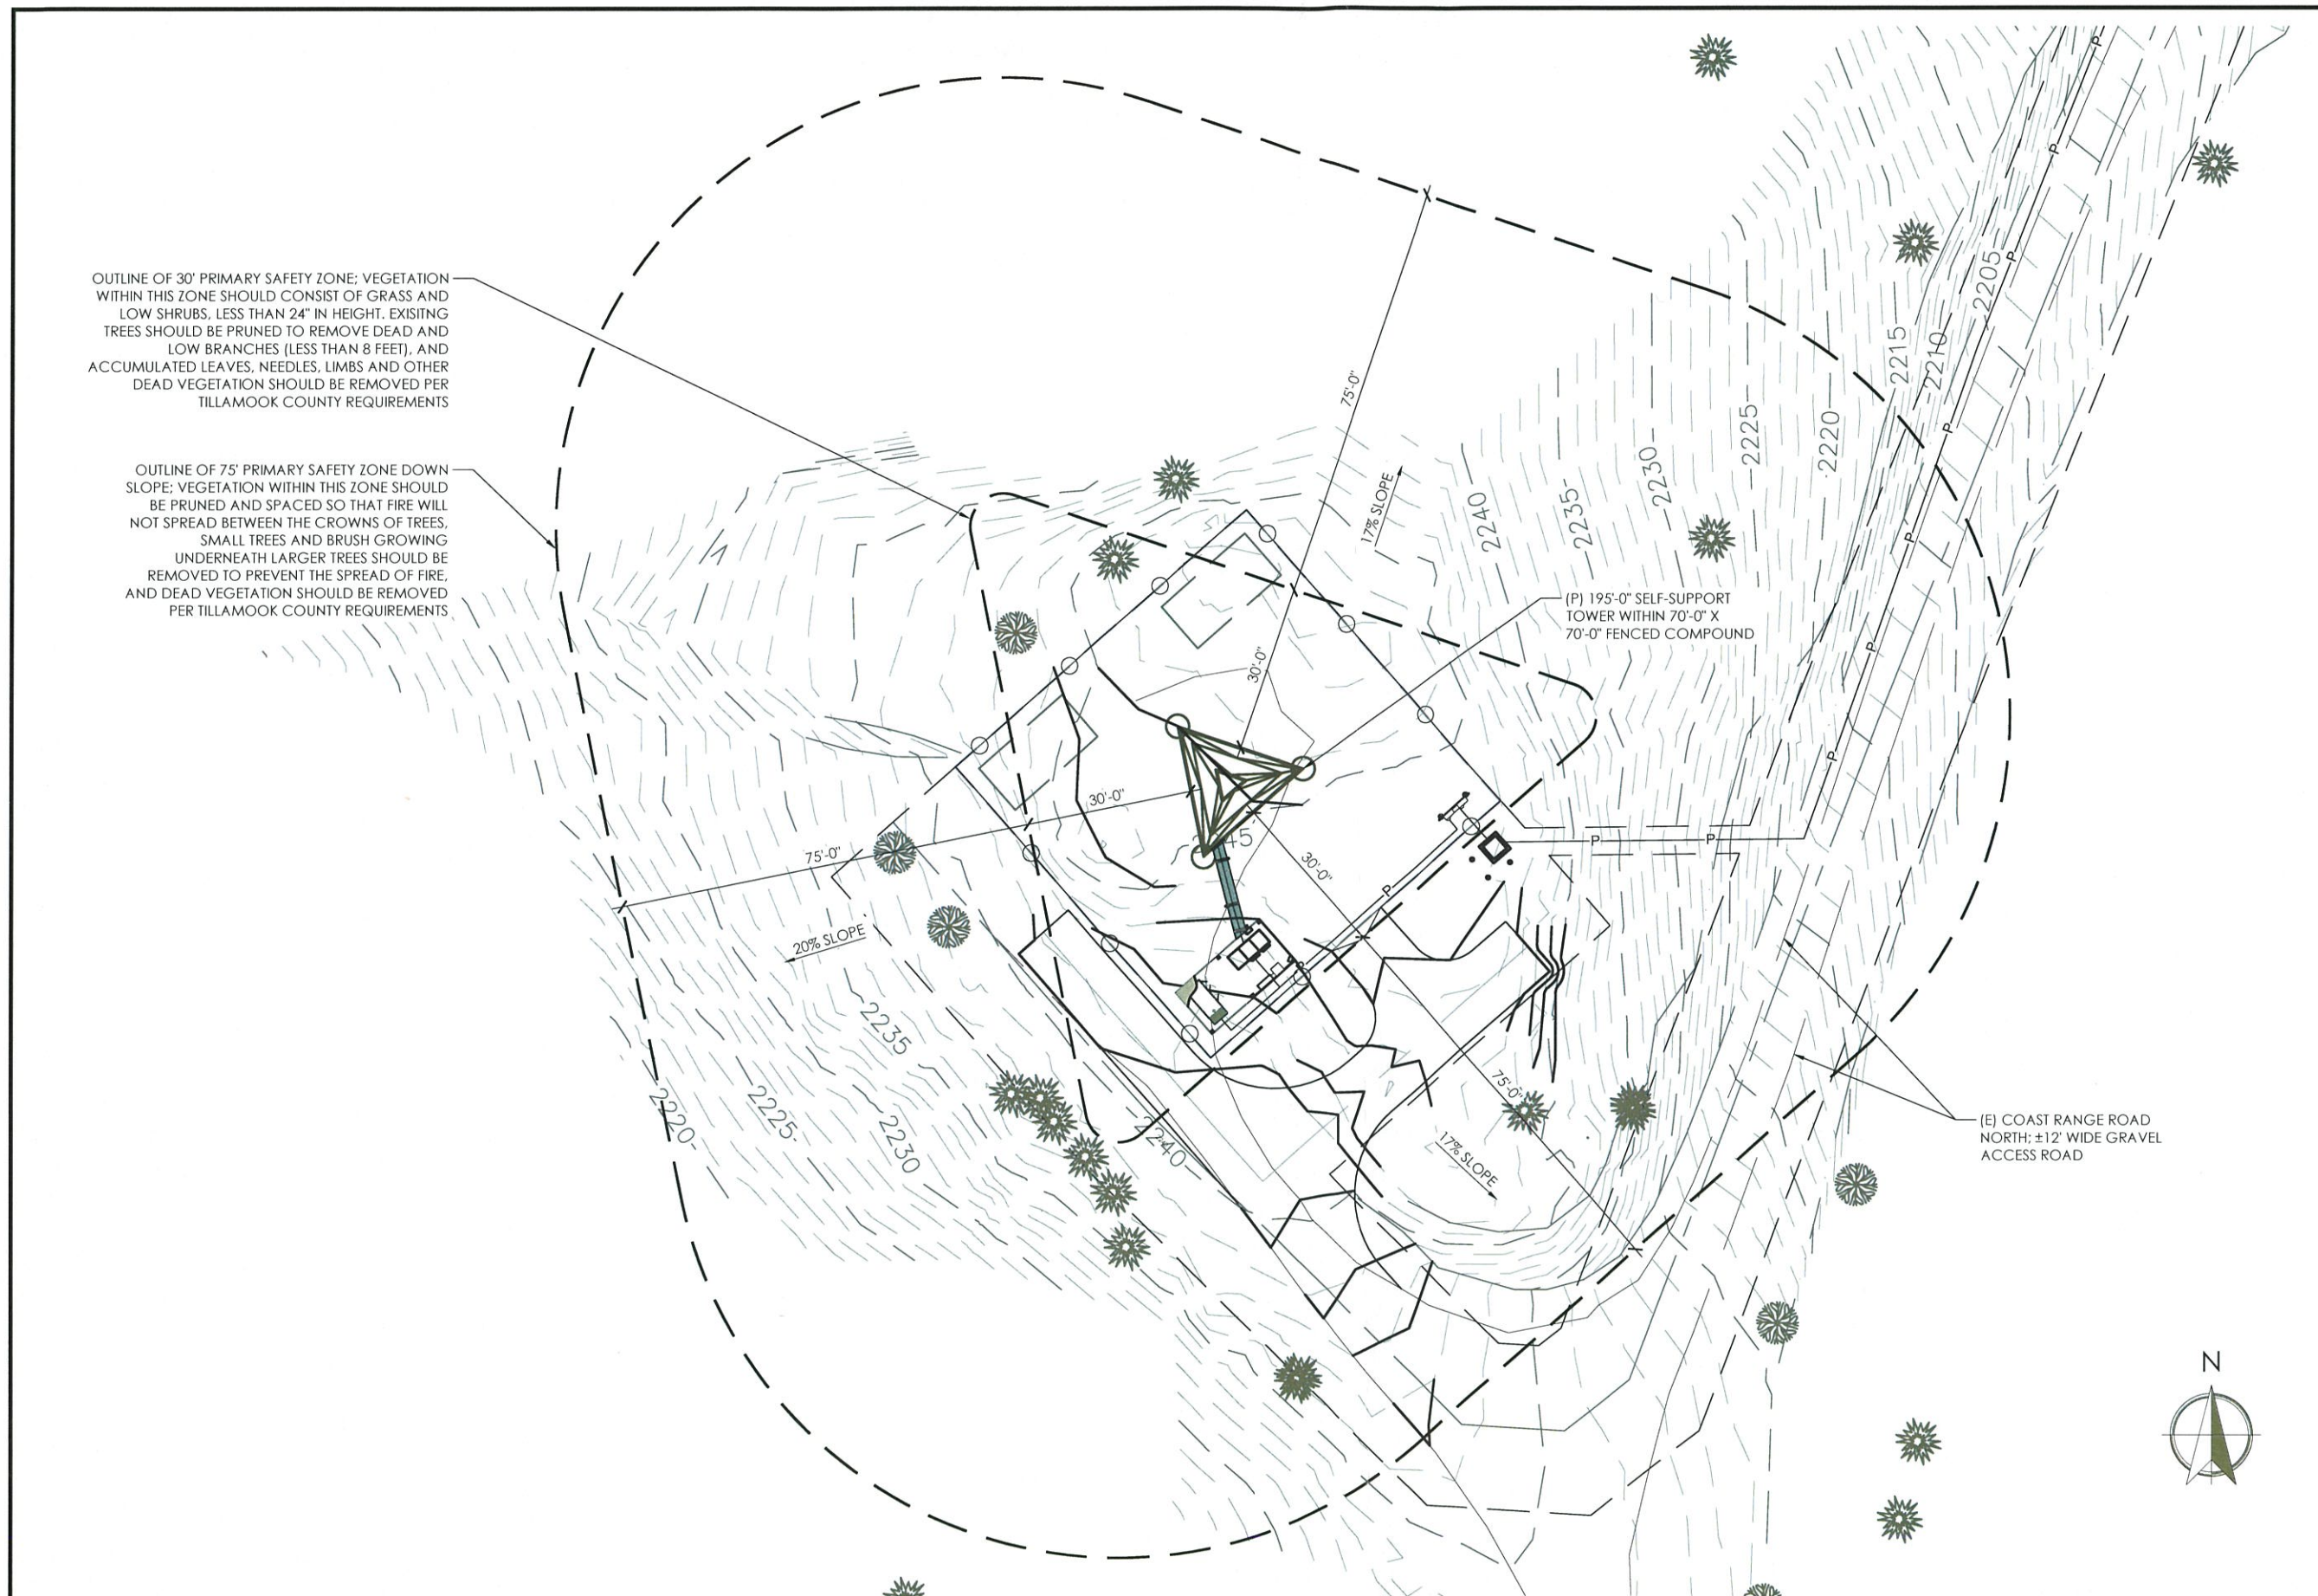 OUTLINE OF 30' PRIMARY SAFETY ZONE; VEGETATION
WITHIN THIS ZONE SHOULD CONSIST OF GRASS AND
LOW SHRUBS, LESS THAN 24" IN HEIGHT. EXISITNG
TREES SHOULD BE PRUNED TO REMOVE DEAD AND
LOW BRANCHES (LESS THAN 8 FEET), AND
ACCUMULATED LEAVES, NEEDLES, LIMBS AND OTHER
DEAD VEGETATION SHOULD BE REMOVED PER
TILLAMOOK COUNTY REQUIREMENTS
OUTLINE OF 75' PRIMARY SAFETY ZONE DOWN
SLOPE; VEGETATION WITHIN THIS ZONE SHOULD
BE PRUNED AND SPACED SO THAT FIRE WILL
NOT SPREAD BETWEEN THE CROWNS OF TREES,
SMALL TREES AND BRUSH GROWING
UNDERNEATH LARGER TREES SHOULD BE
REMOVED TO PREVENT THE SPREAD OF FIRE,
AND DEAD VEGETATION SHOULD BE REMOVED
PER TILLAMOOK COUNTY REQUIREMENTS
75'-0"
17% SLOPE
2240
2235
2230
2225
2220
2215
2210
2205
P
P
P
P
P
P
P
(P) 195'-0" SELF-SUPPORT
TOWER WITHIN 70'-0" X
70'-0" FENCED COMPOUND
30'-0"
30'-0"
75'-0"
2245
30'-0"
P
P
P
20% SLOPE
2235
2230
2225
2220
2240
75'-0"
17% SLOPE
(E) COAST RANGE ROAD
NORTH; ±12' WIDE GRAVEL
ACCESS ROAD
N